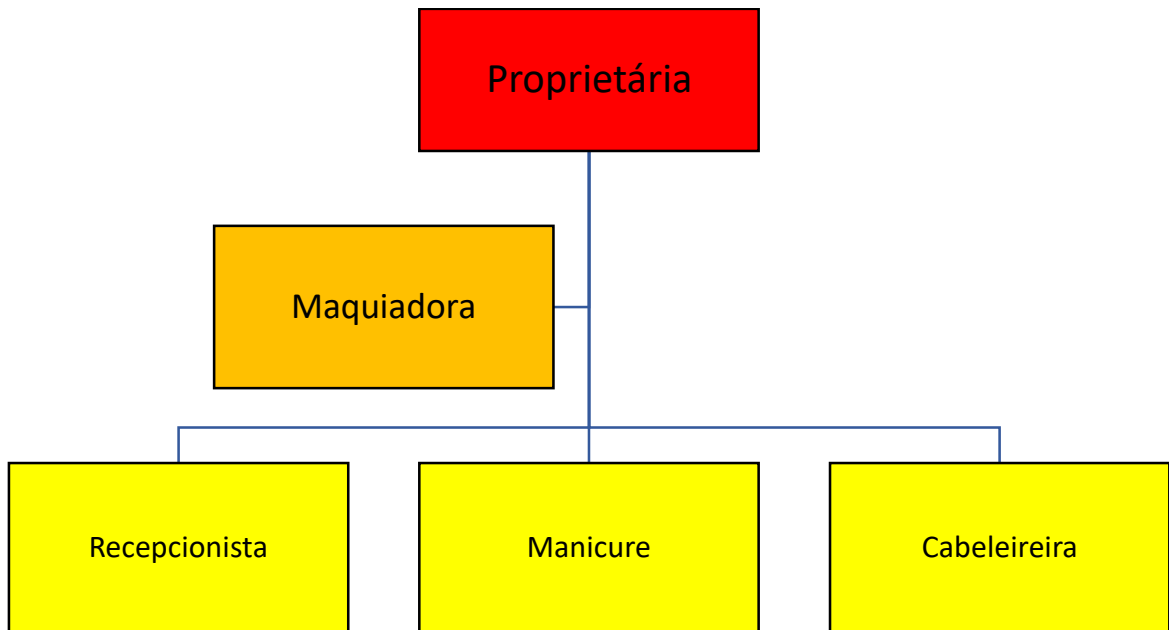 Proprietária
Maquiadora
Recepcionista
Manicure
Cabeleireira